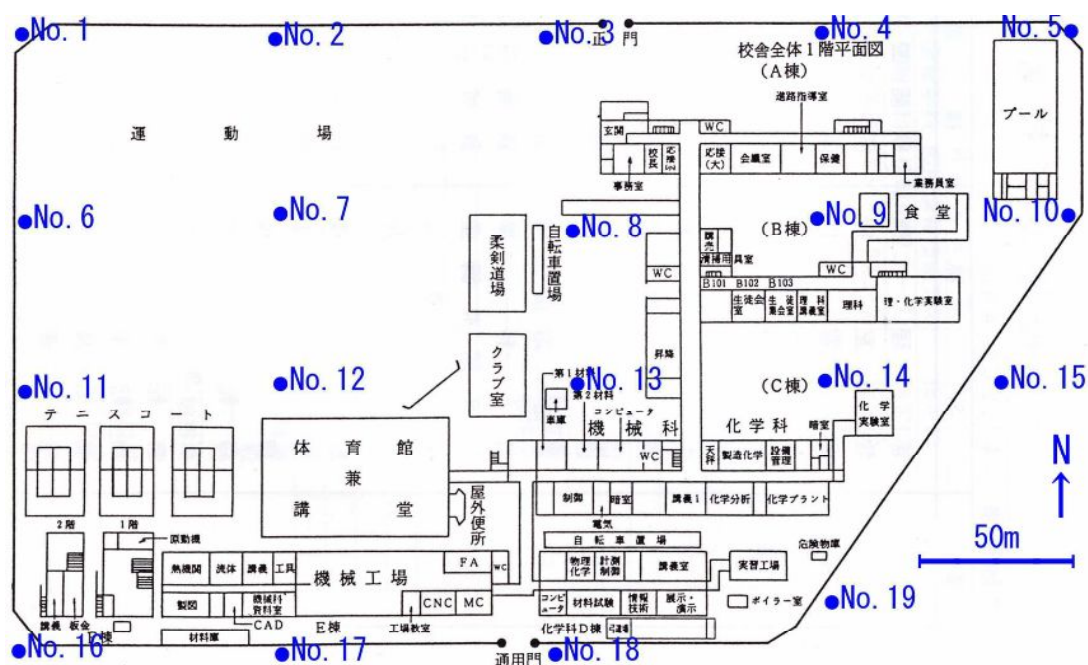 No. 1
No. 2
No. 3
正門
No. 4
No. 5
校舎全体1階平面図
(A棟)
進路指導室
プール
運動場
玄関
WC
校長
応接
応接(大)
会議室
保健
事務室
業務員室
No. 6
No. 7
No. 8
No. 9
食堂
No. 10
柔剣道場
自転車置場
(B棟)
購売
清掃用具室
WC
WC
B101
B102
B103
生徒会室
生徒集会室
理科講義室
理科
理・化学実験室
クラブ室
昇降
No. 11
No. 12
第1材料
No. 13
(C棟)
No. 14
No. 15
テニスコート
第2材料
車庫
コンピュータ
体育館兼講堂
機械科
化学科
暗室
化学実験室
WC
天秤
製造化学
設備管理
N
屋外便所
制御
暗室
講義1
化学分析
化学プラント
電気
50m
2階
1階
原動機
自転車置場
危険物庫
熱機関
流体
講義
工具
機械工場
FA
WC
物理化学
計測制御
講義室
実習工場
製図
機械科資料室
CNC
MC
コンピュータ
材料試験
情報技術
展示・演示
ボイラー室
No. 19
講義
板金
CAD
E棟
工場教室
化学科D棟
弓道場
材料庫
No. 16
No. 17
通用門
No. 18